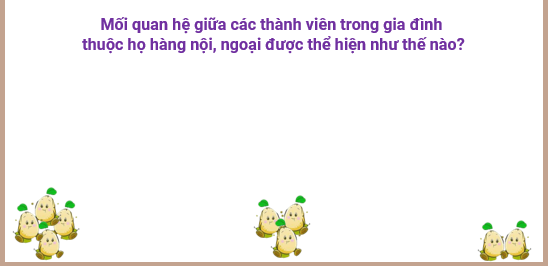 Mối quan hệ giữa các thành viên trong gia đình
thuộc họ hàng nội, ngoại được thể hiện như thế nào?